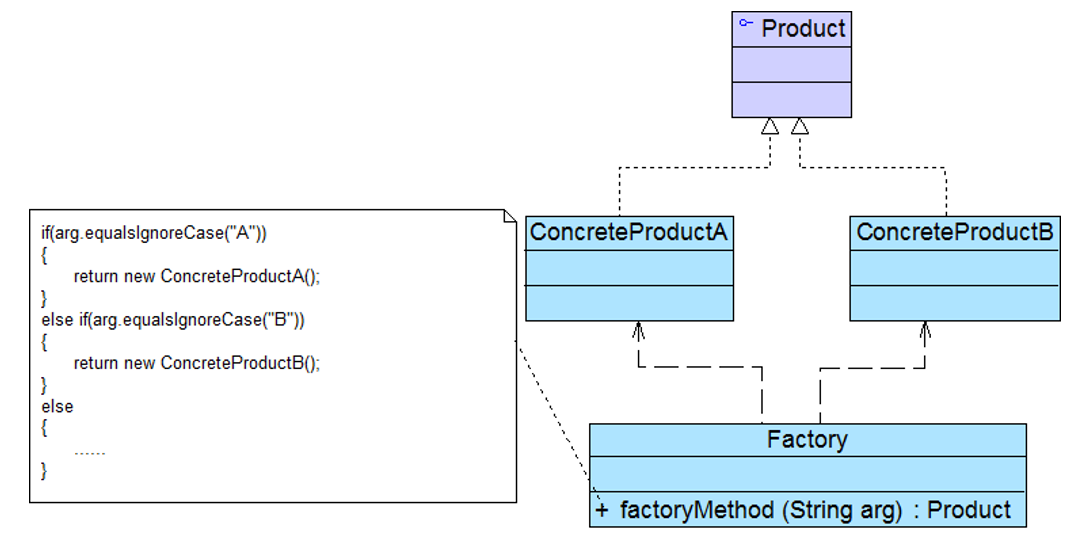 Product
if(arg.equalsIgnoreCase("A"))
{
return new ConcreteProductA();
}
else if(arg.equalsIgnoreCase("B"))
{
return new ConcreteProductB();
}
else
{
......
}
ConcreteProductA
ConcreteProductB
Factory
+ factoryMethod (String arg) : Product